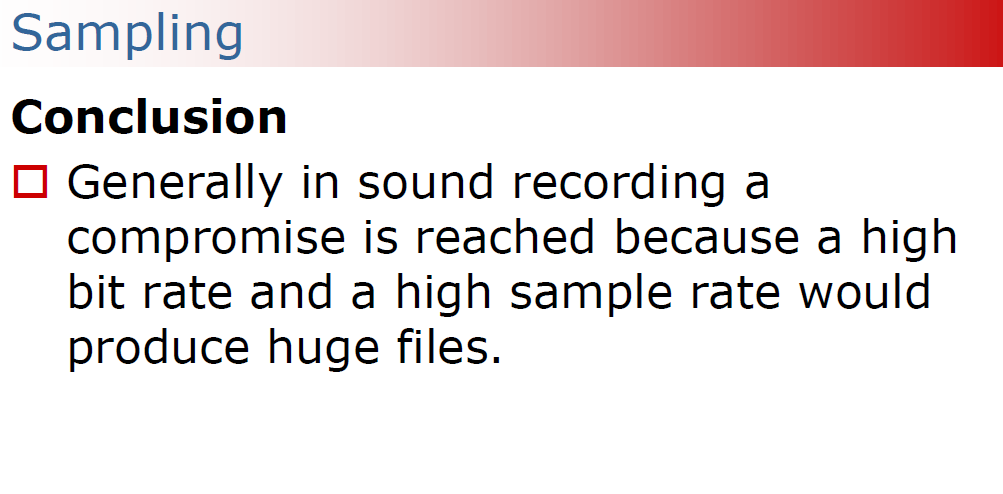 Sampling
Conclusion
Generally in sound recording a
compromise is reached because a high
bit rate and a high sample rate would
produce huge files.